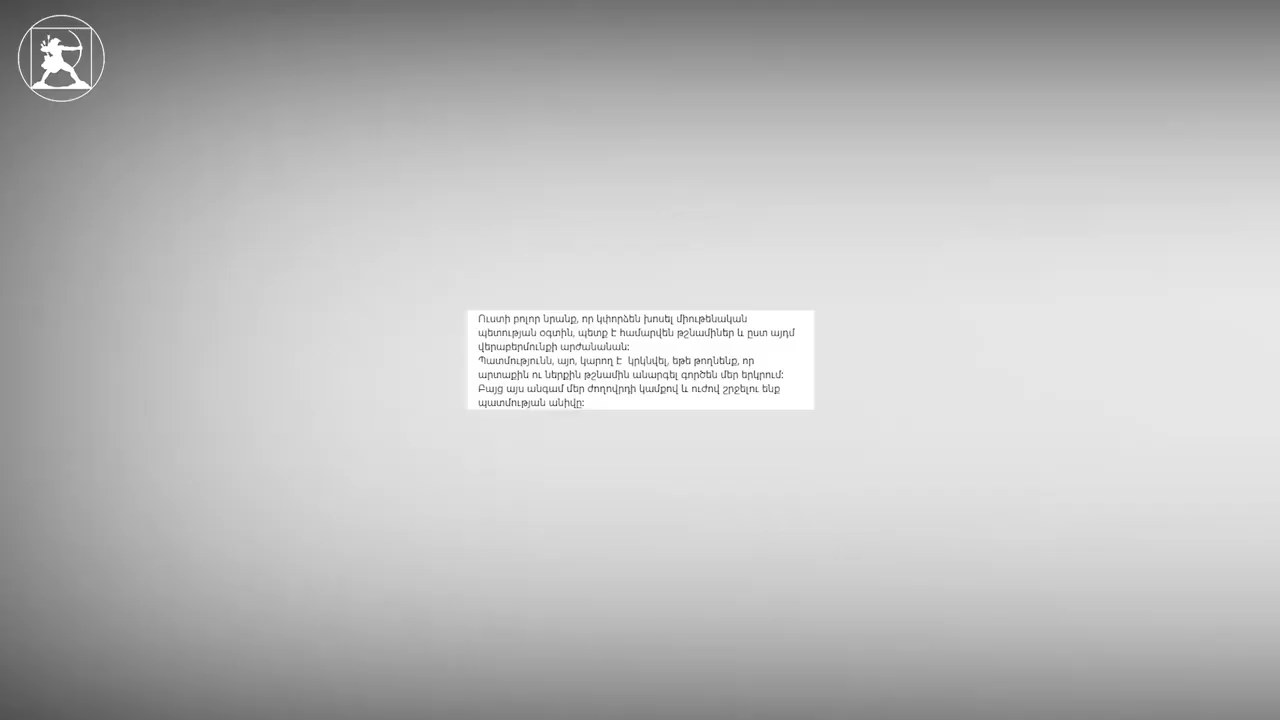 Ուստի բոլոր նրանք, որ կփորձեն խոսել միութենական
պետության օգտին, պետք է համարվեն թշնամիներ և ըստ այդմ
վերաբերմունքի արժանանան:
Պատմությունն, այո, կարող է կրկնվել, եթե թողնենք, որ
արտաքին ու ներքին թշնամին անարգել գործեն մեր երկրում:
Բայց այս անգամ մեր ժողովրդի կամքով և ուժով շրջելու ենք
պատմության անիվը: